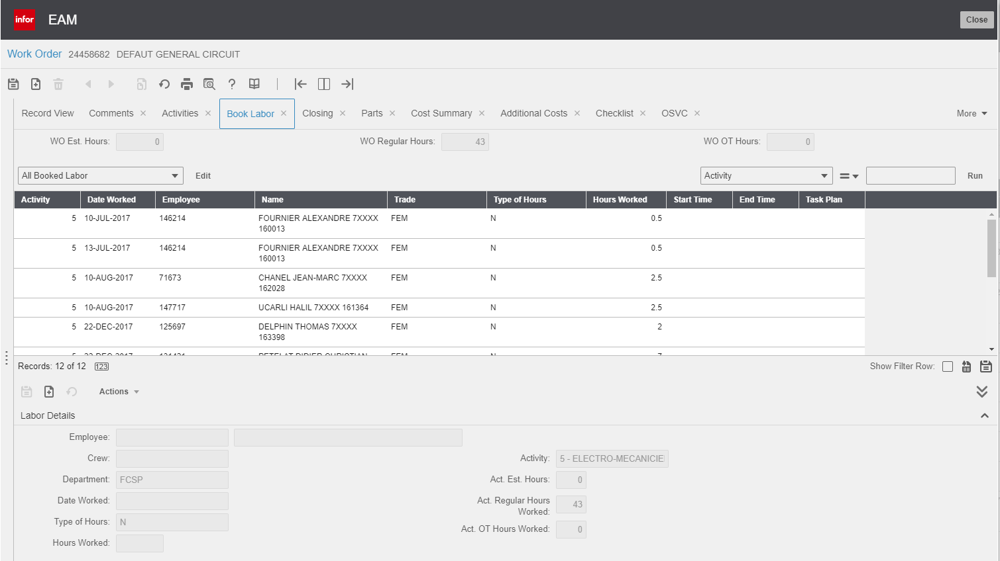 infor EAM Close
Work Order 24458682 DEFAUT GENERAL CIRCUIT
Record View Comments × Activities × Book Labor × Closing × Parts × Cost Summary × Additional Costs × Checklist × OSVC × More
WO Est. Hours: 0 WO Regular Hours: 43 WO OT Hours: 0
All Booked Labor Edit Activity = Run
Activity Date Worked Employee Name Trade Type of Hours Hours Worked Start Time End Time Task Plan
5 10-JUL-2017 146214 FOURNIER ALEXANDRE 7XXXX FEM N 0.5
160013
5 13-JUL-2017 146214 FOURNIER ALEXANDRE 7XXXX FEM N 0.5
160013
5 10-AUG-2017 71673 CHANEL JEAN-MARC 7XXXX FEM N 2.5
162028
5 10-AUG-2017 147717 UCARLI HALIL 7XXXX 161364 FEM N 2.5
5 22-DEC-2017 125697 DELPHIN THOMAS 7XXXX FEM N 2
163398
Records: 12 of 12 123 Show Filter Row:
Actions
Labor Details
Employee:
Crew: Activity: 5 - ELECTRO-MECANICIE
Department: FCSP Act. Est. Hours: 0
Date Worked: Act. Regular Hours 43
Worked:
Type of Hours: N Act. OT Hours Worked: 0
Hours Worked: